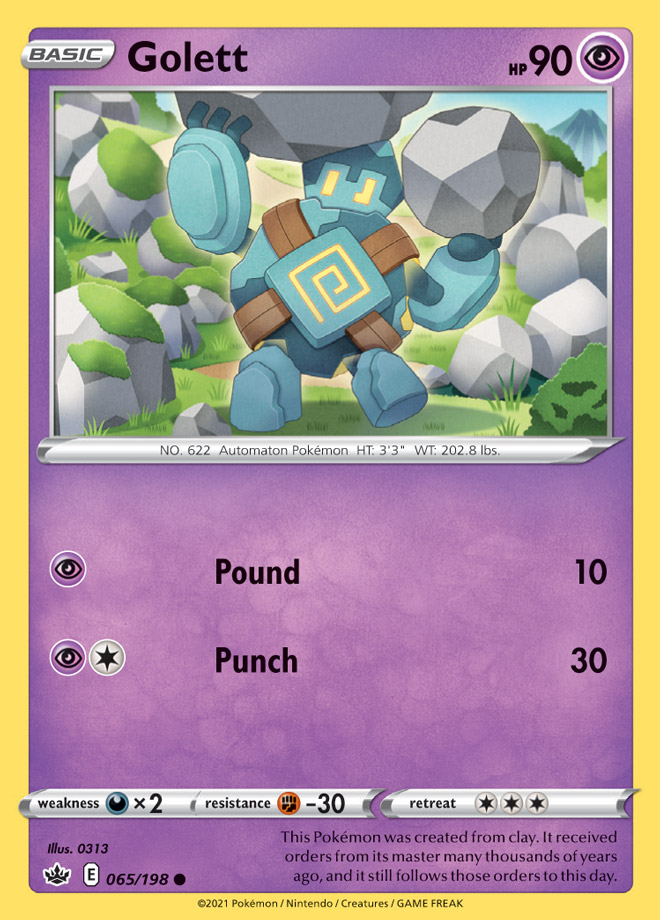 BASIC Golett HP 90
NO. 622 Automaton Pokémon HT: 3'3" WT: 202.8 lbs.
Pound 10
Punch 30
weakness ×2 resistance -30 retreat
Illus. 0313
This Pokémon was created from clay. It received
orders from its master many thousands of years
ago, and it still follows those orders to this day.
E 065/198
©2021 Pokémon / Nintendo / Creatures / GAME FREAK